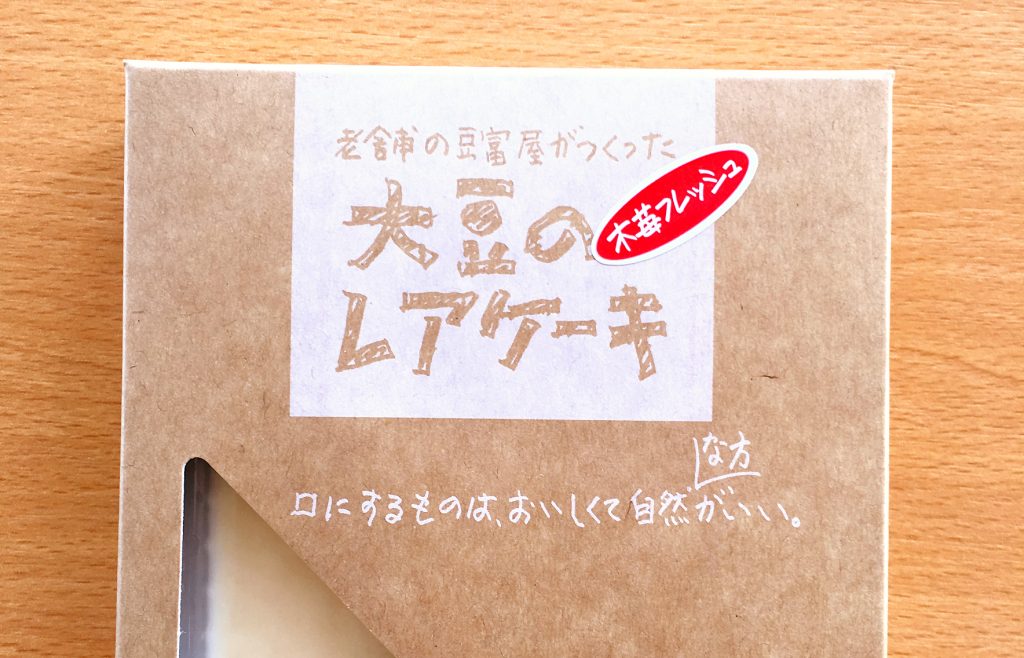 老舗の豆富屋がつくった
大豆の
レアケーキ
木苺フレッシュ
な方
口にするものは、おいしくて自然がいい。